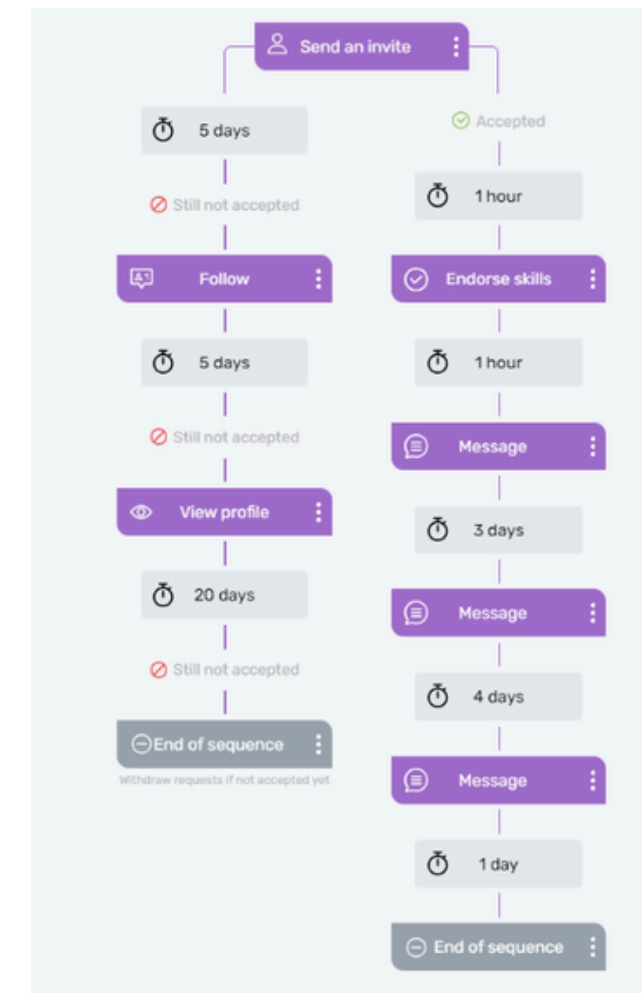 Send an invite
5 days
Still not accepted
Follow
5 days
Still not accepted
View profile
20 days
Still not accepted
End of sequence
Withdraw requests if not accepted yet
Accepted
1 hour
Endorse skills
1 hour
Message
3 days
Message
4 days
Message
1 day
End of sequence